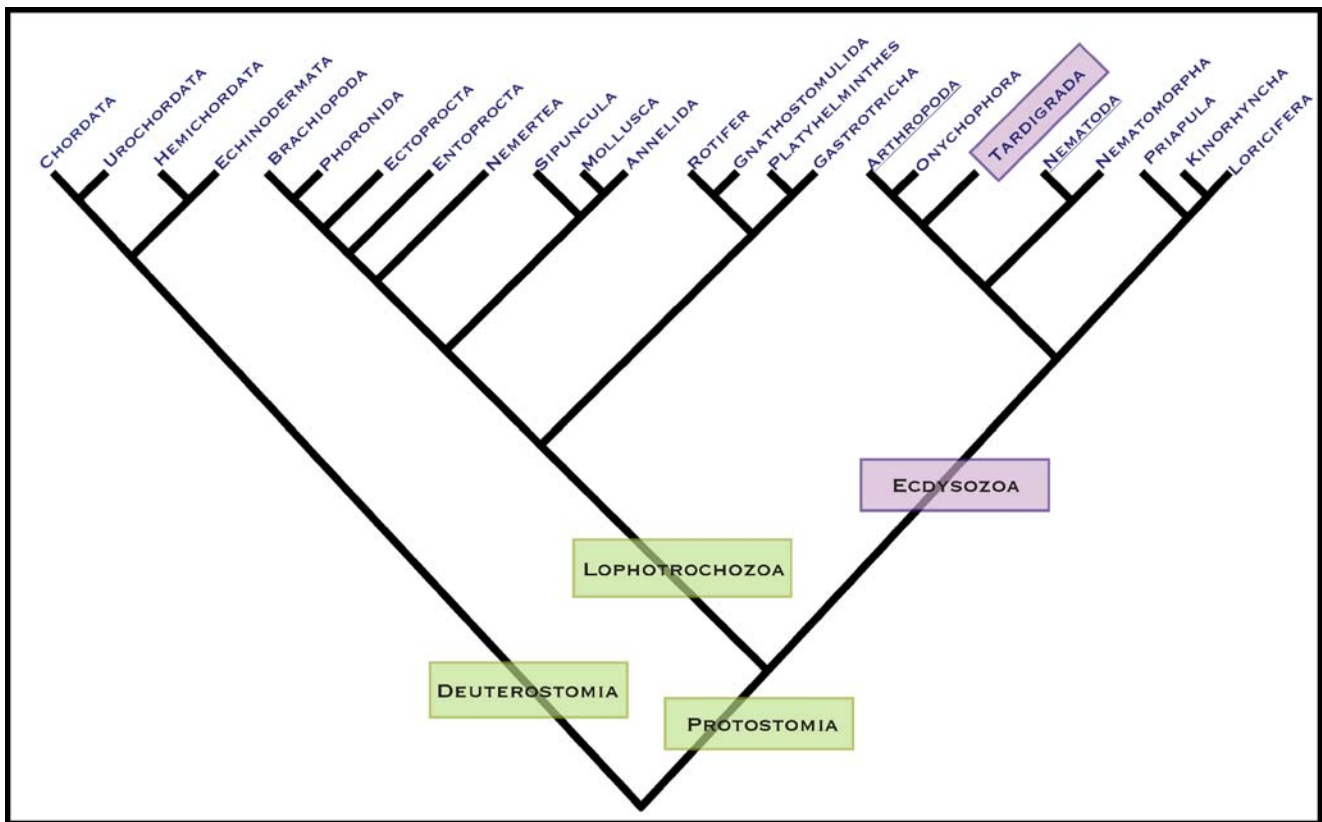 Chordata
Urochordata
Hemichordata
Echinodermata
Brachiopoda
Phoronida
Ectoprocta
Entoprocta
Nemertea
Sipuncula
Mollusca
Annelida
Rotifer
Gnathostomulida
Platyhelminthes
Gastrotricha
Arthropoda
Onychophora
Tardigrada
Nematoda
Nematomorpha
Priapula
Kinorhyncha
Loricifera
Ecdysozoa
Lophotrochozoa
Deuterostomia
Protostomia